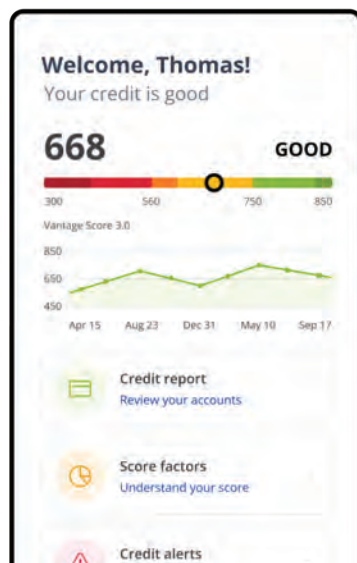 Welcome, Thomas!
Your credit is good
668 GOOD
300 560 750 850
Vantage Score 3.0
850
650
450
Apr 15 Aug 23 Dec 31 May 10 Sep 17
Credit report
Review your accounts
Score factors
Understand your score
Credit alerts